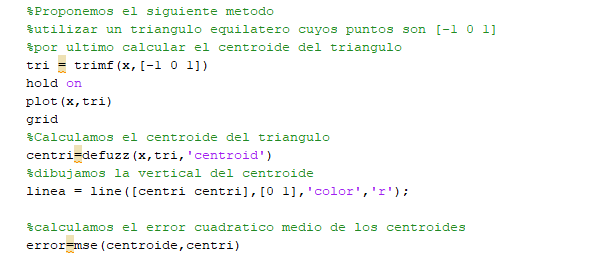 %Proponemos el siguiente metodo
%utilizar un triangulo equilatero cuyos puntos son [-1 0 1]
%por ultimo calcular el centroide del triangulo
tri = trimf(x,[-1 0 1])
hold on
plot(x,tri)
grid
%Calculamos el centroide del triangulo
centri=defuzz(x,tri,'centroid')
%dibujamos la vertical del centroide
linea = line([centri centri],[0 1],'color','r');
%calculamos el error cuadratico medio de los centroides
error=mse(centroide,centri)